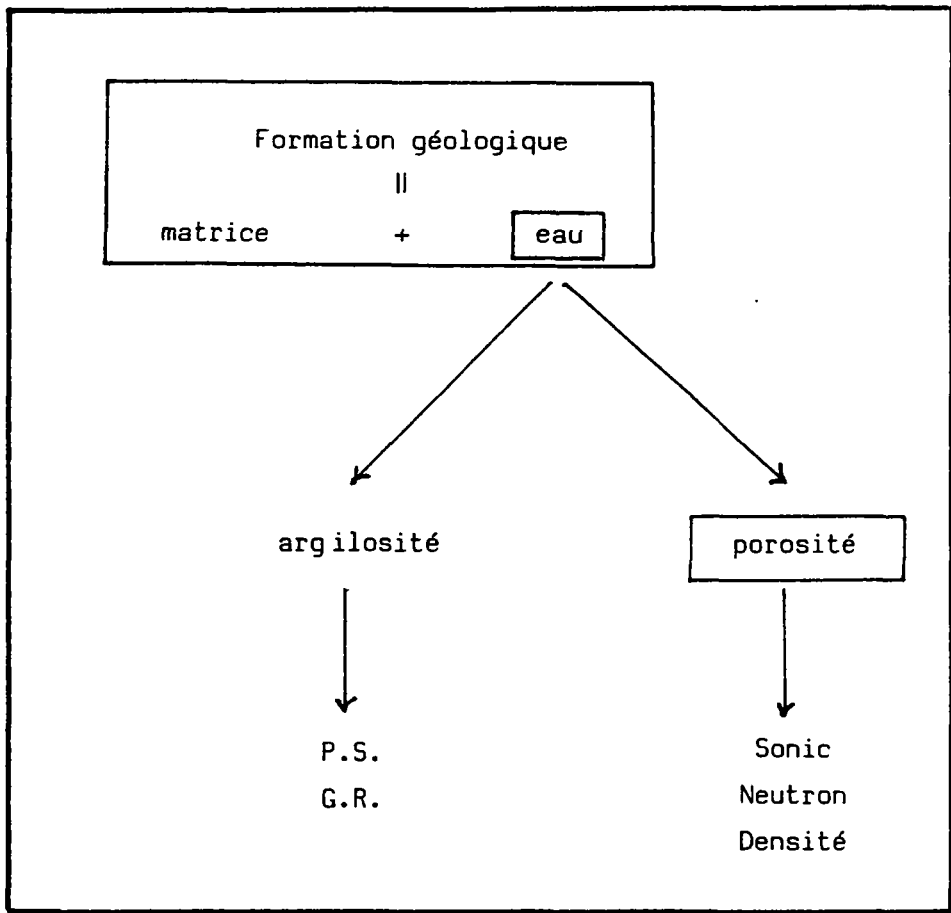 Formation géologique
=
matrice + eau
argilosité porosité
P.S. Sonic
G.R. Neutron
Densité